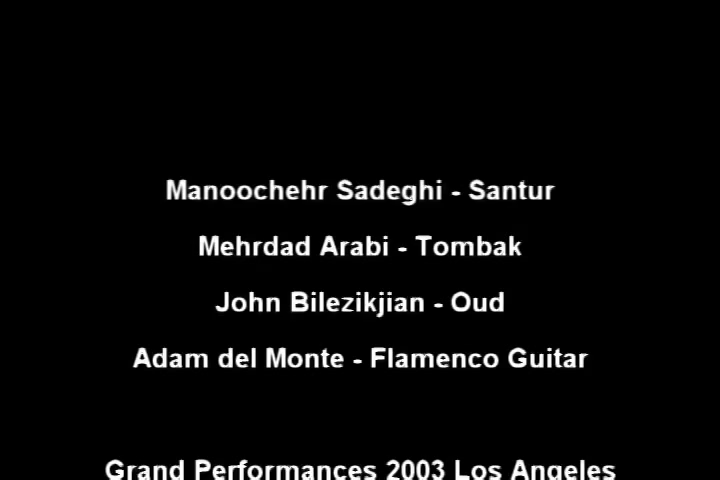 Manoochehr Sadeghi - Santur
Mehrdad Arabi - Tombak
John Bilezikjian - Oud
Adam del Monte - Flamenco Guitar
Grand Performances 2003 Los Angeles